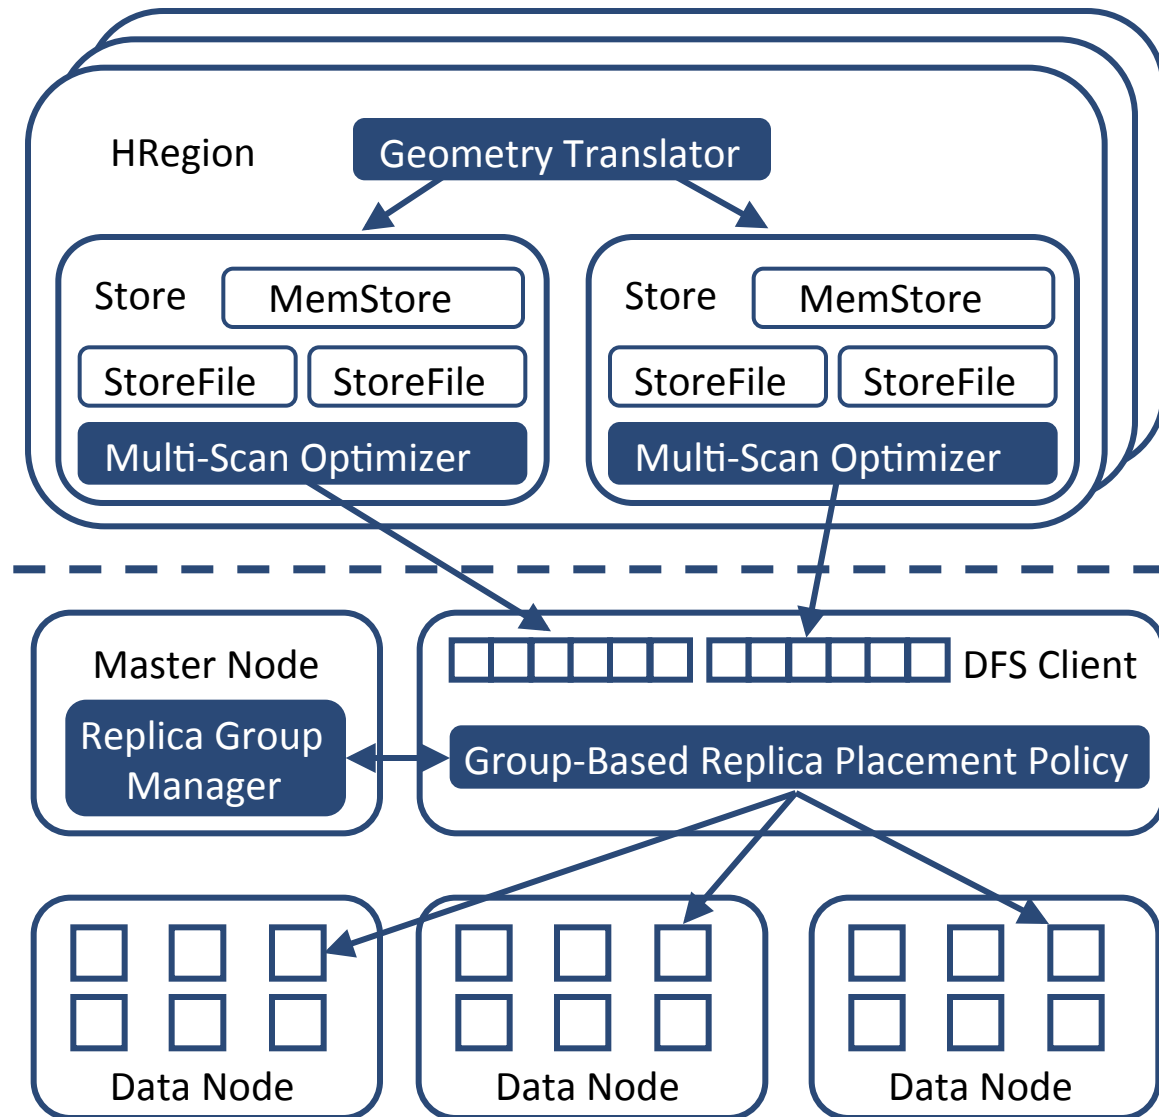 HRegion
Geometry Translator
Store
MemStore
StoreFile
StoreFile
Multi-Scan Optimizer
Store
MemStore
StoreFile
StoreFile
Multi-Scan Optimizer
Master Node
Replica Group
Manager
DFS Client
Group-Based Replica Placement Policy
Data Node
Data Node
Data Node